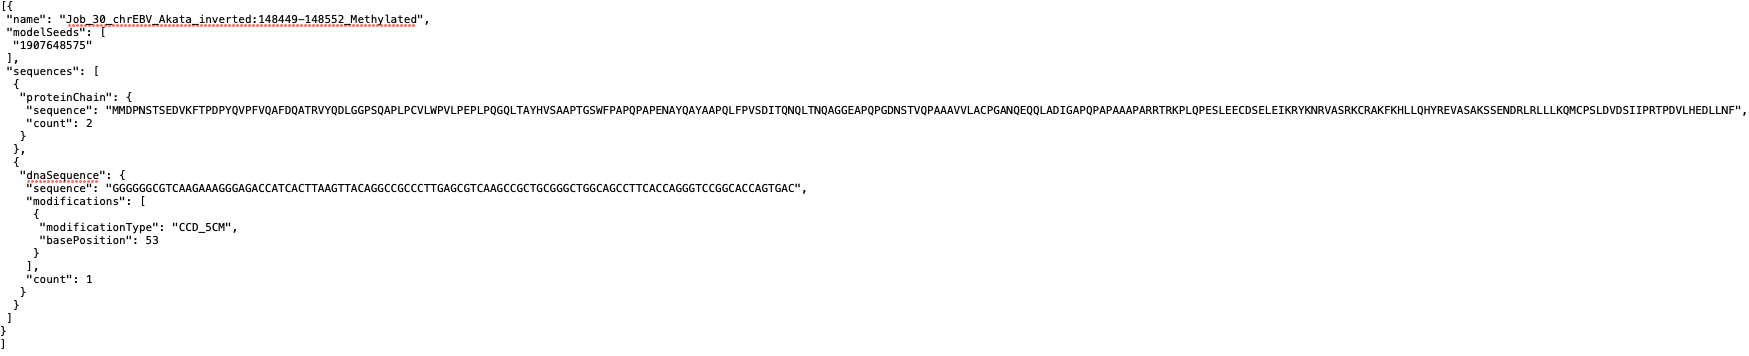 [{
"name": "Job_30_chrEBV_Akata_inverted:148449-148552_Methylated",
"modelSeeds": [
"1907648575"
],
"sequences": [
{
"proteinChain": {
"sequence": "MMDPNSTSEDVKFTPDPYQVPFVQAFDQATRVYQDLGGPSQAPLPCVLWPVLPEPLPQGQLTAYHVSAAPTGSWFPAPQPAPENAYQAYAAPQLFPVSDITQNQLTNQAGGEAPQPGDNSTVQPAAAVVLACPGANQEQQLADIGAPQPAPAAAPARRTRKPLQPESLEECDSELEIKRYKNRVASRKCRAKFKHLLQHYREVASAKSSENDRLRLLLKQMCPSLDVDSIIPRTPDVLHEDLLNF",
"count": 2
}
},
{
"dnaSequence": {
"sequence": "GGGGGGCGTCAAGAAAGGGAGACCATCACTTAAGTTACAGGCCGCCCTTGAGCGTCAAGCCGCTGCGGGCTGGCAGCCTTCACCAGGGTCCGGCACCAGTGAC",
"modifications": [
{
"modificationType": "CCD_5CM",
"basePosition": 53
}
],
"count": 1
}
}
]
}
]